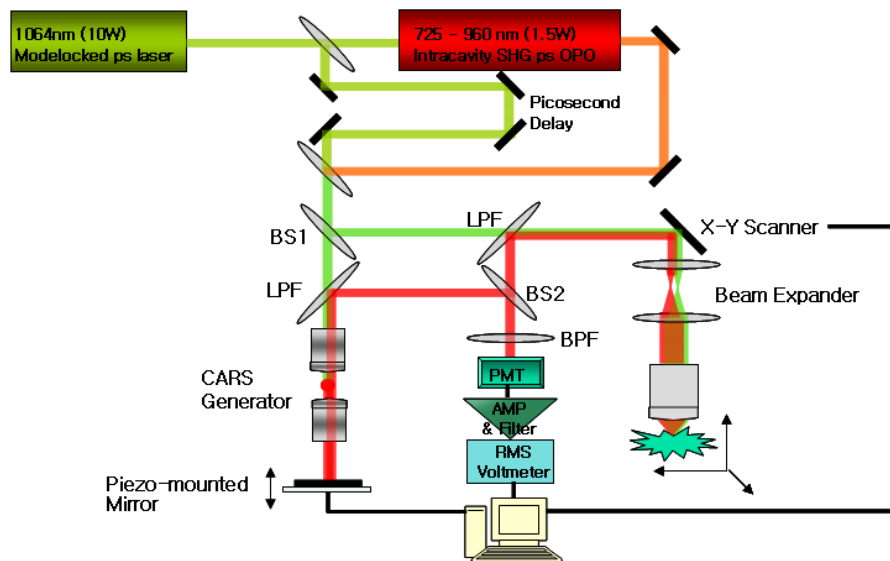 1064nm (10W)
Modelocked ps laser
725 - 960 nm (1.5W)
Intracavity SHG ps OPO
Picosecond
Delay
BS1
LPF
X-Y Scanner
LPF
BS2
Beam Expander
BPF
CARS
Generator
PMT
AMP
& Filter
RMS
Voltmeter
Piezo-mounted
Mirror